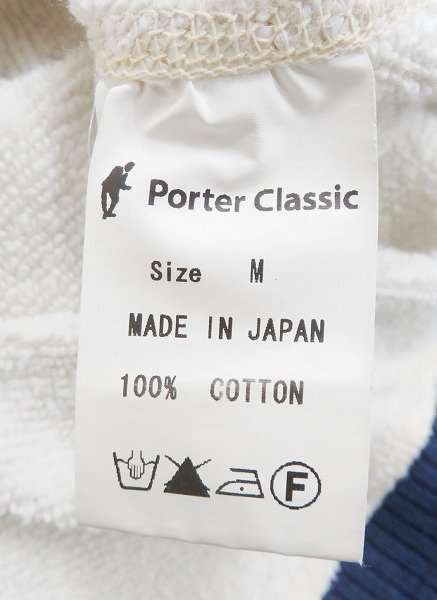 Porter Classic
Size M
MADE IN JAPAN
100% COTTON
F